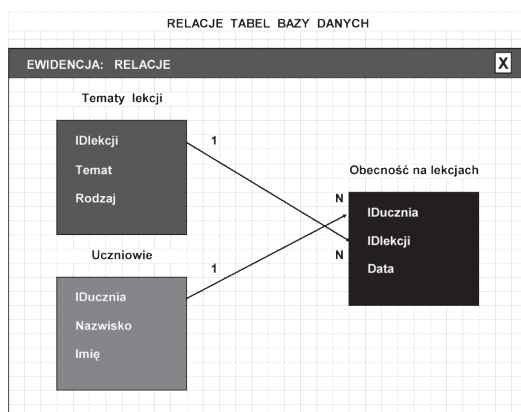 RELACJE TABEL BAZY DANYCH
EWIDENCJA: RELACJE X
Tematy lekcji
IDlekcji
Temat
Rodzaj
1
Obecność na lekcjach
N
IDucznia
IDlekcji
N
Data
Uczniowie
1
IDucznia
Nazwisko
Imię